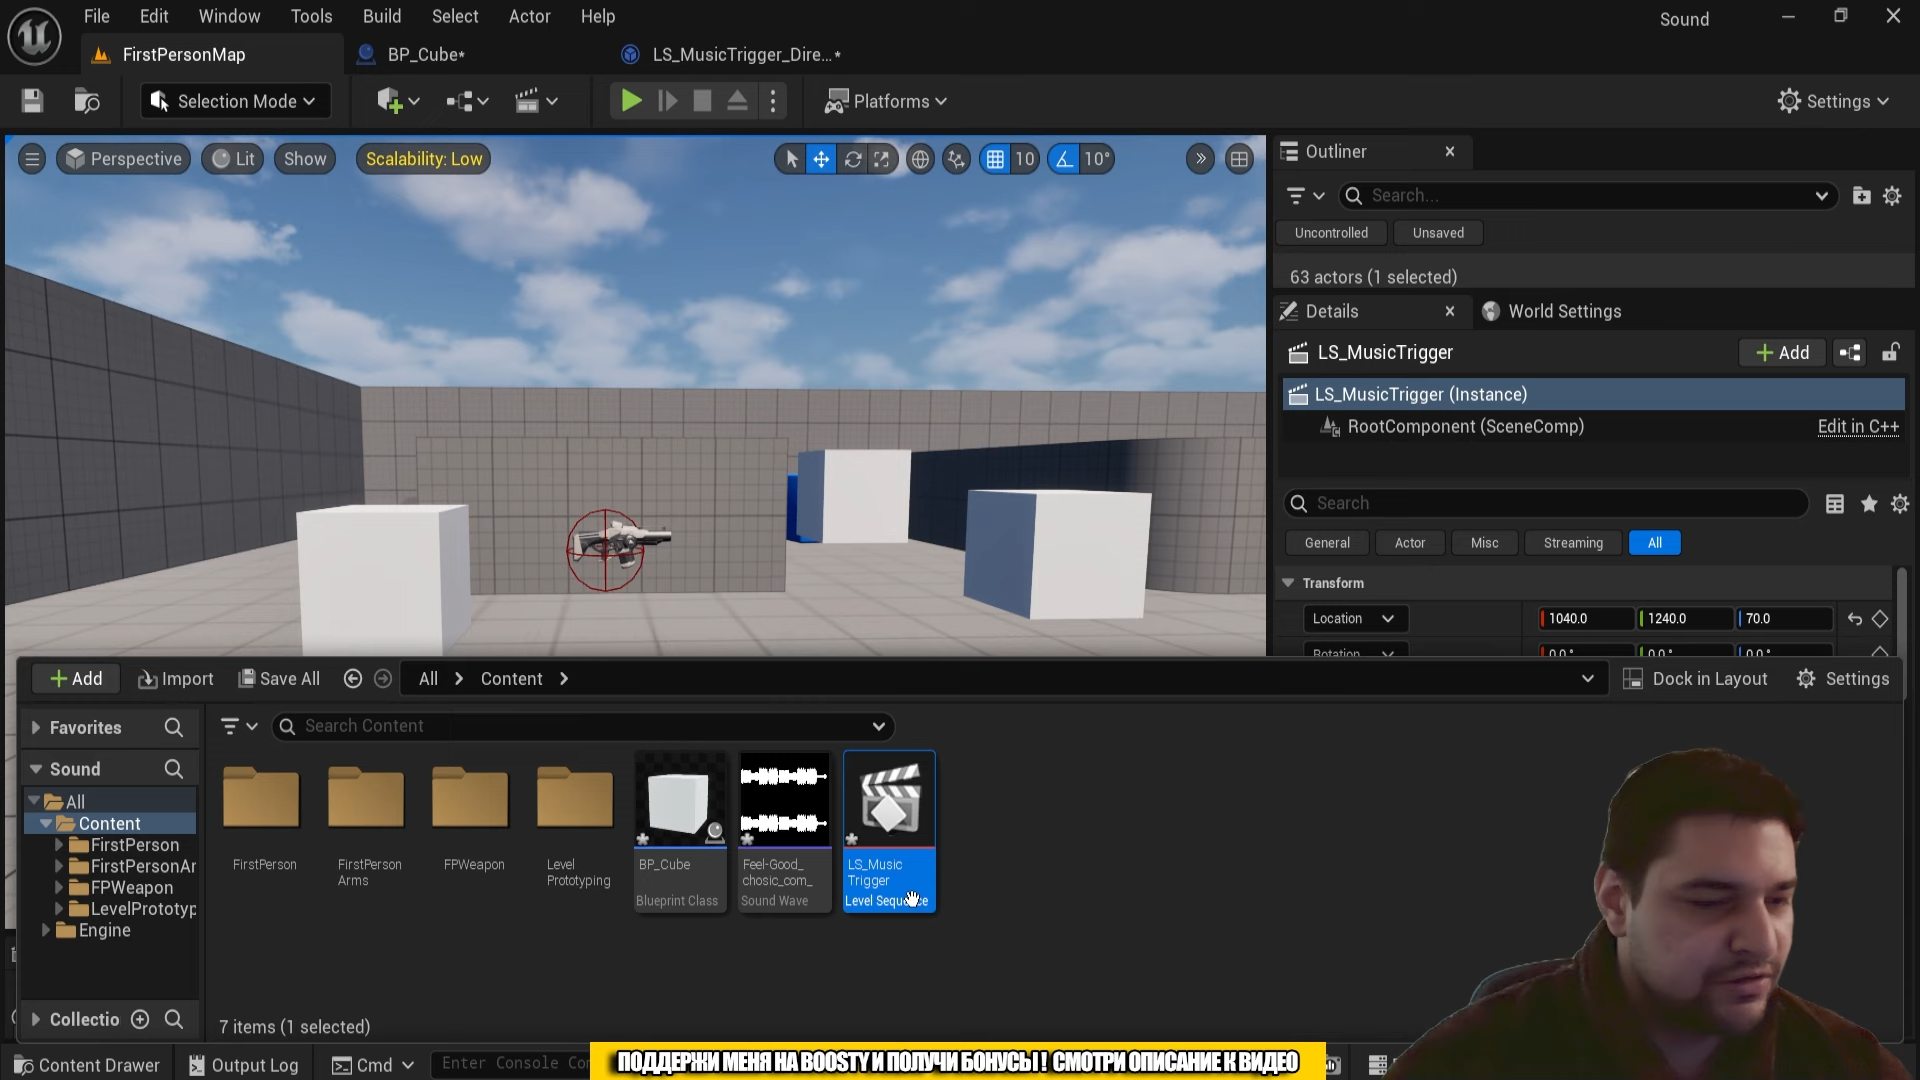 File Edit Window Tools Build Select Actor Help
Sound
FirstPersonMap
BP_Cube*
LS_MusicTrigger_Dire...*
Selection Mode
Platforms
Settings
Perspective
Lit
Show
Scalability: Low
10
10°
Outliner
Search...
Uncontrolled
Unsaved
63 actors (1 selected)
Details
World Settings
LS_MusicTrigger
Add
LS_MusicTrigger (Instance)
RootComponent (SceneComp)
Edit in C++
Search
General
Actor
Misc
Streaming
All
Transform
Location
1040.0
1240.0
70.0
Rotation
0.0°
0.0°
0.0°
Add
Import
Save All
All
Content
Dock in Layout
Settings
Favorites
Search Content
Sound
All
Content
FirstPerson
FirstPersonAr
FPWeapon
LevelPrototyp
Engine
Collectio
FirstPerson
FirstPerson
Arms
FPWeapon
Level
Prototyping
BP_Cube
Blueprint Class
Feel-Good_
chosic_com_
Sound Wave
LS_Music
Trigger
7 items (1 selected)
Content Drawer
Output Log
Cmd
Enter Console Co
ПОДДЕРЖИ МЕНЯ НА BOOSTY И ПОЛУЧИ БОНУСЫ! СМОТРИ ОПИСАНИЕ К ВИДЕО